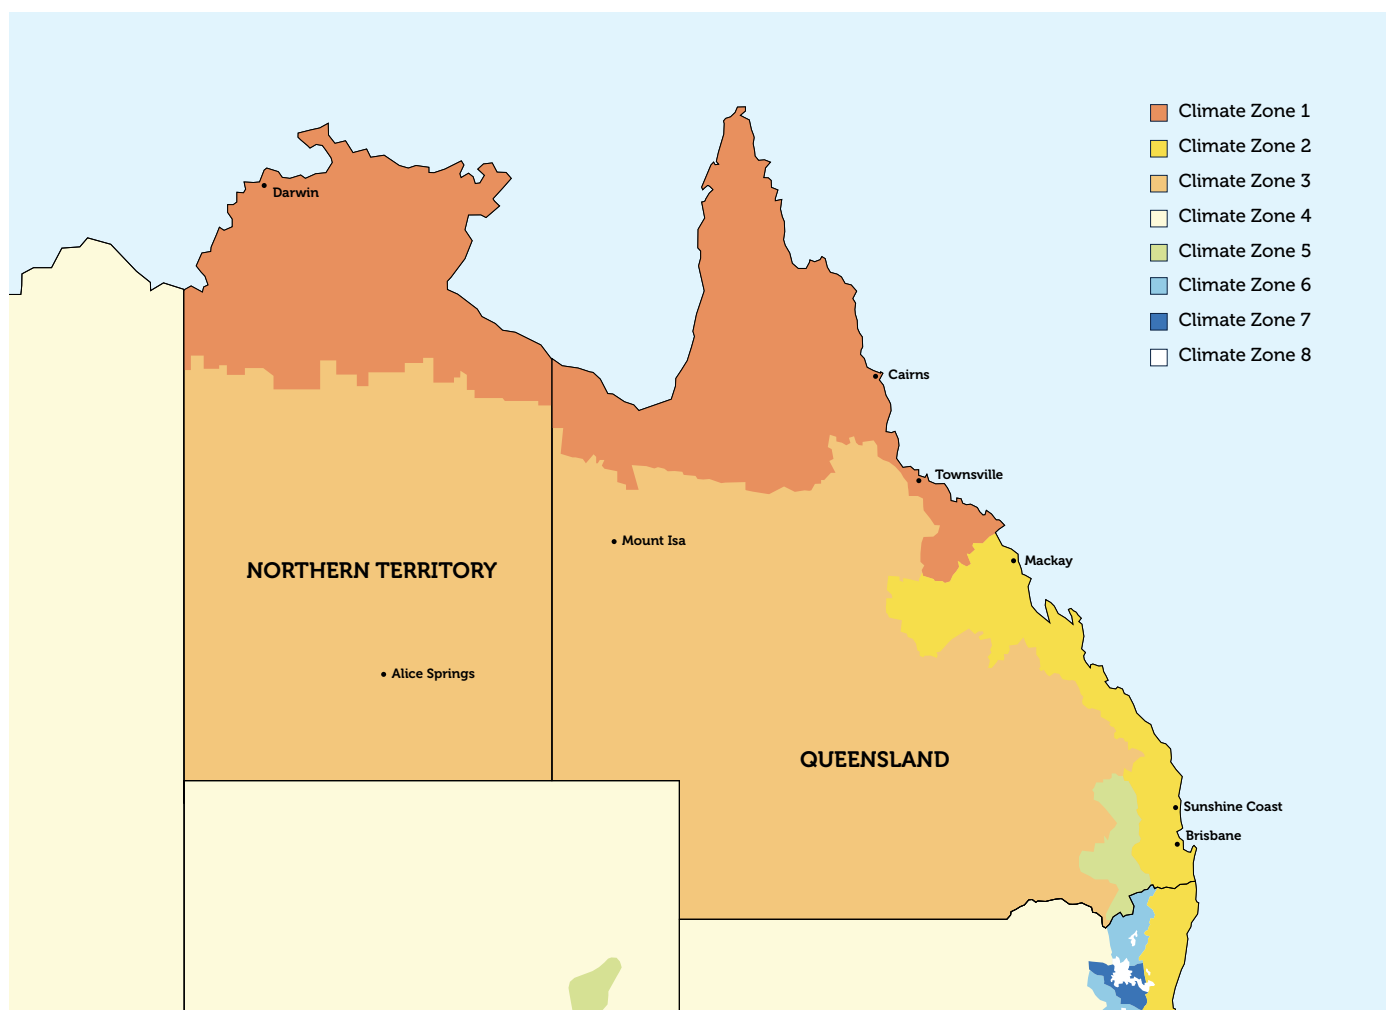 Climate Zone 1
Climate Zone 2
Climate Zone 3
Climate Zone 4
Climate Zone 5
Climate Zone 6
Climate Zone 7
Climate Zone 8
Darwin
Cairns
Townsville
Mount Isa
Mackay
NORTHERN TERRITORY
Alice Springs
QUEENSLAND
Sunshine Coast
Brisbane